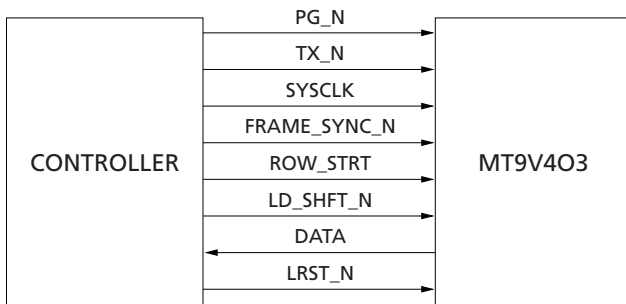 PG_N
TX_N
SYSCLK
FRAME_SYNC_N
CONTROLLER
ROW_STRT
MT9V4O3
LD_SHFT_N
DATA
LRST_N